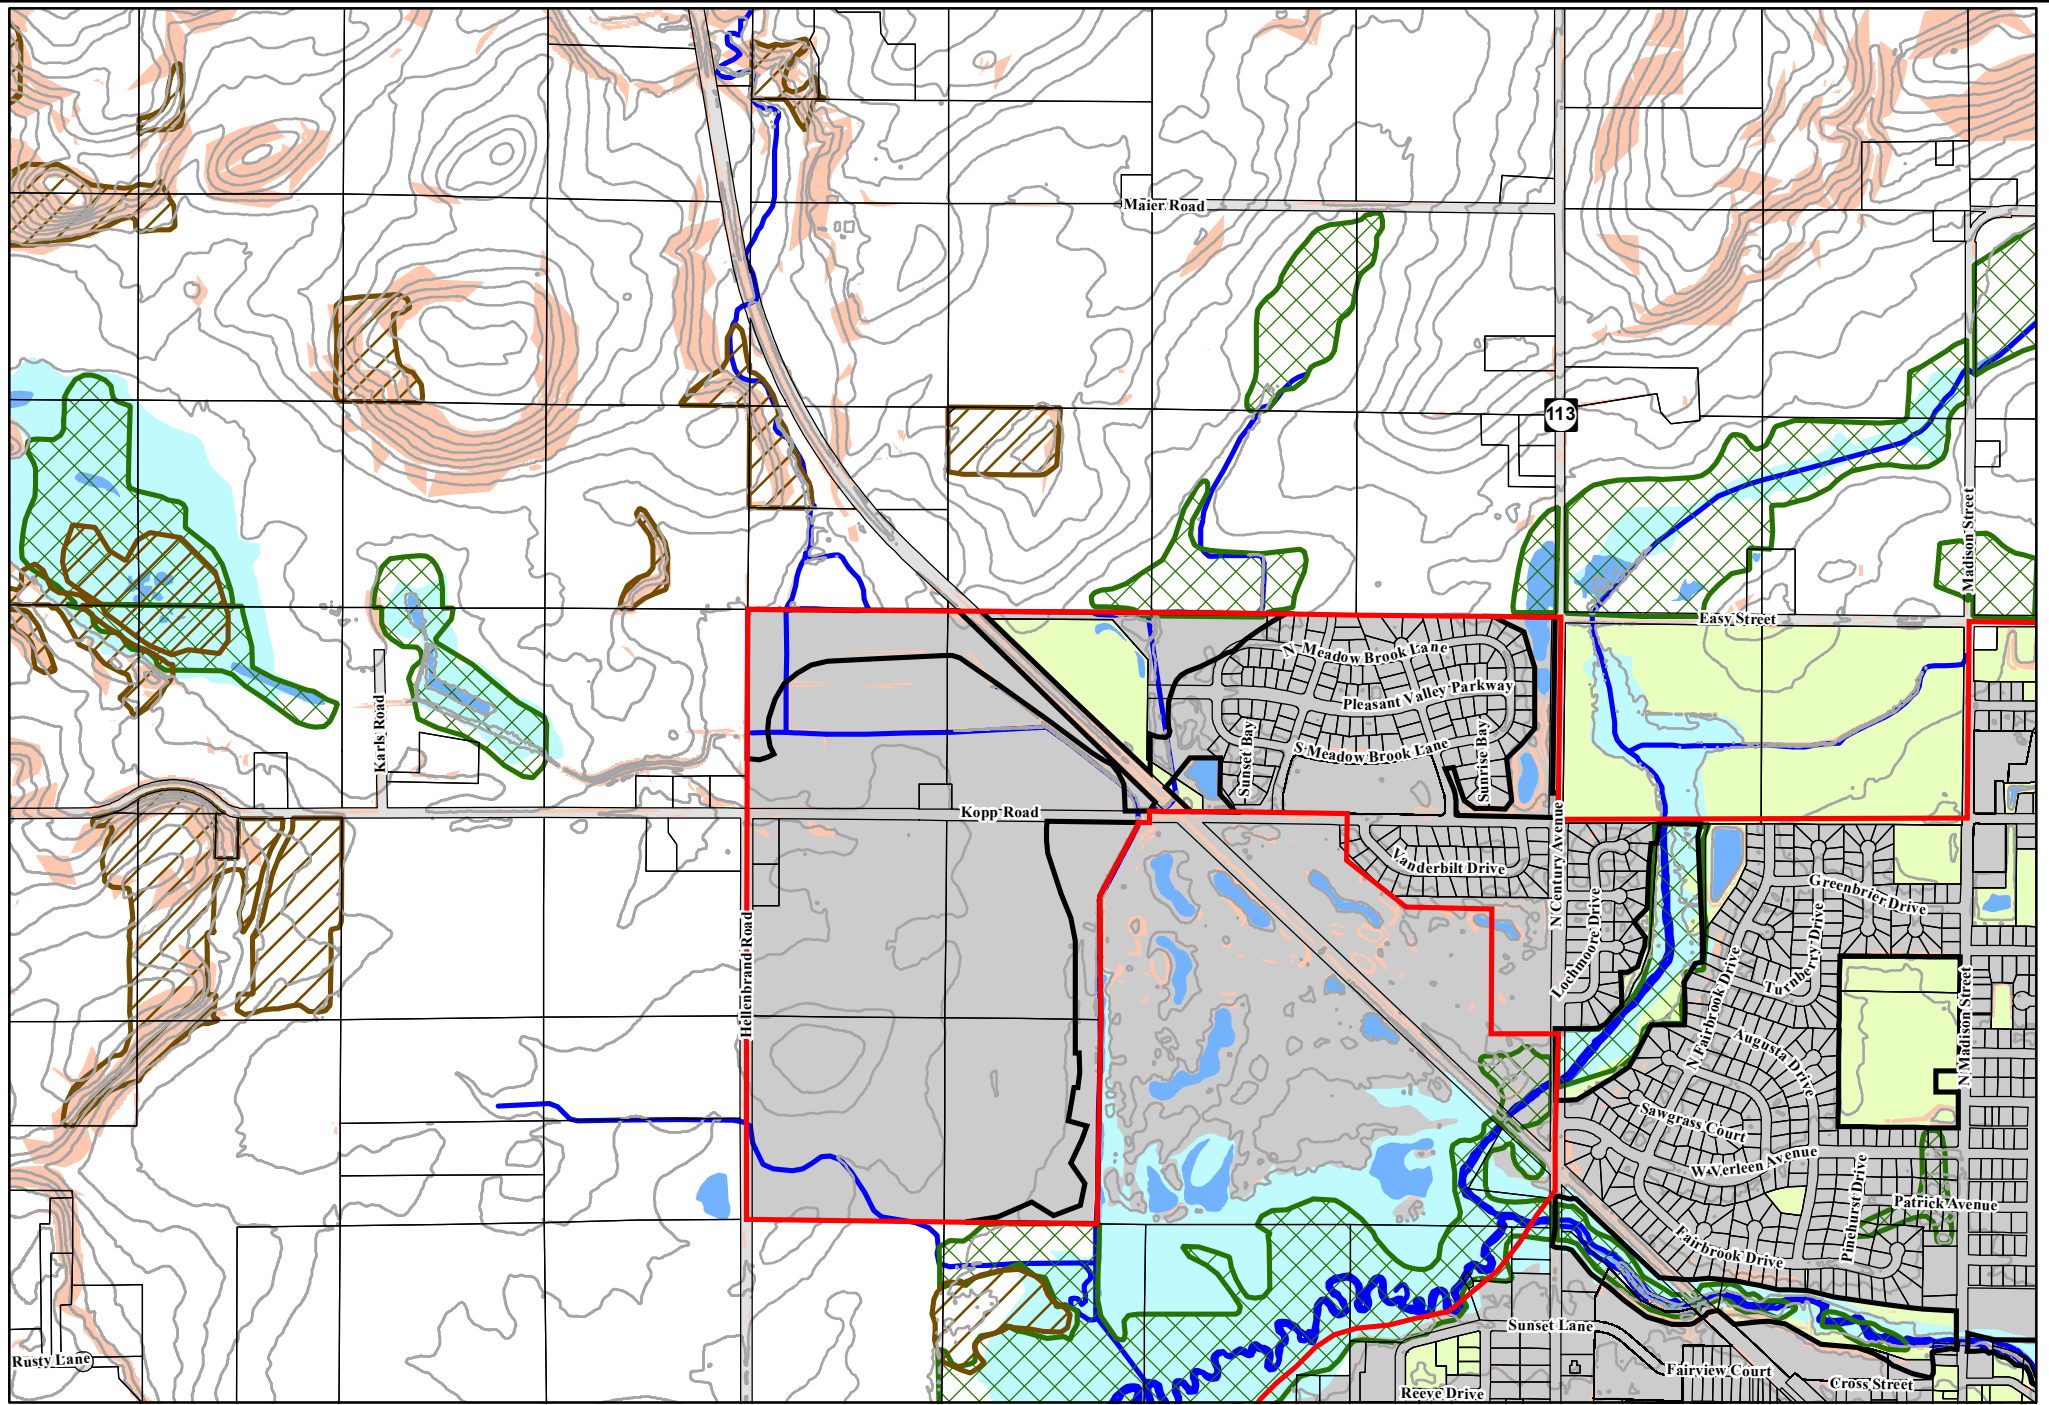 Maier Road
113
N Madison Street
Easy Street
N Meadow Brook Lane
Pleasant Valley Parkway
Karls Road
Sunset Bay
S Meadow Brook Lane
Sunrise Bay
Kopp Road
N Century Avenue
Vanderbilt Drive
Greenbrier Drive
Hellenbrand Road
Lochmoore Drive
Turnberry Drive
N Fairbrook Drive
N Madison Street
Augusta Drive
Sawgrass Court
W Verleen Avenue
Pinehurst Drive
Patrick Avenue
Fairbrook Drive
Sunset Lane
Rusty Lane
Fairview Court
Cross Street
Reeve Drive